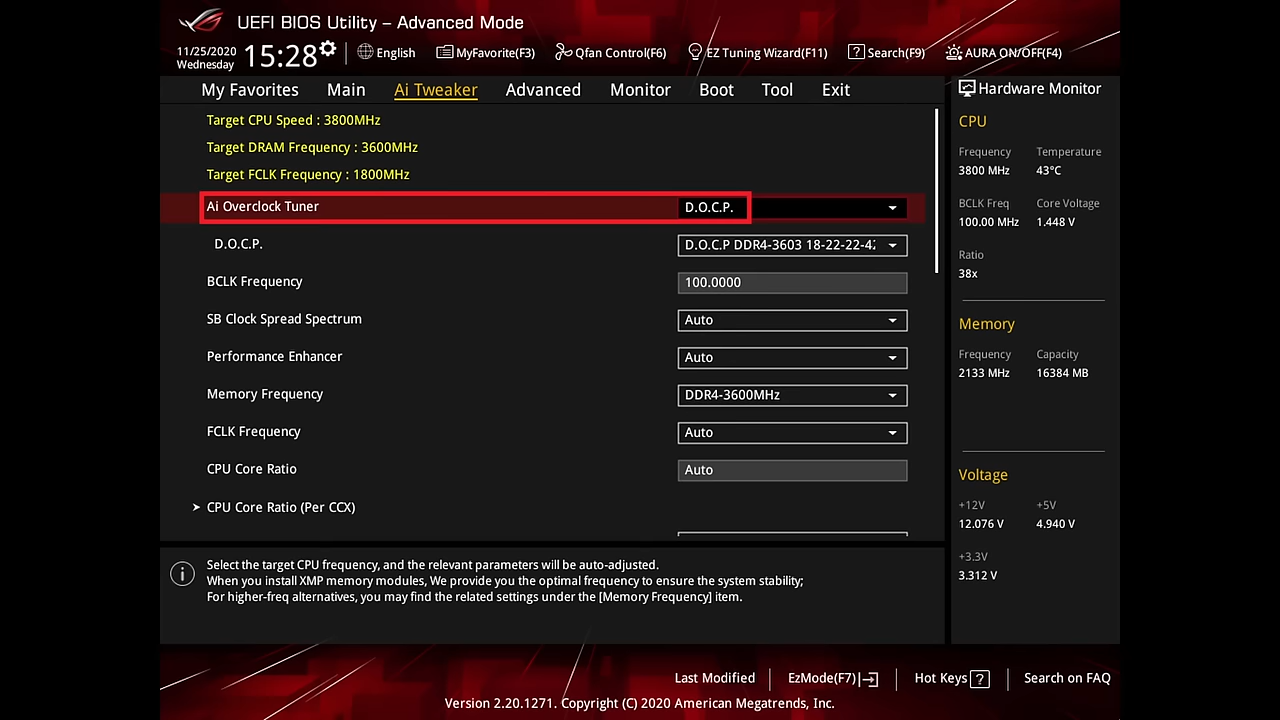 UEFI BIOS Utility – Advanced Mode
11/25/2020
Wednesday
15:28
English
MyFavorite(F3)
Qfan Control(F6)
EZ Tuning Wizard(F11)
Search(F9)
AURA ON/OFF(F4)
My Favorites Main Ai Tweaker Advanced Monitor Boot Tool Exit
Target CPU Speed : 3800MHz
Target DRAM Frequency : 3600MHz
Target FCLK Frequency : 1800MHz
Ai Overclock Tuner D.O.C.P.
D.O.C.P. D.O.C.P DDR4-3603 18-22-22-42
BCLK Frequency 100.0000
SB Clock Spread Spectrum Auto
Performance Enhancer Auto
Memory Frequency DDR4-3600MHz
FCLK Frequency Auto
CPU Core Ratio Auto
CPU Core Ratio (Per CCX)
Select the target CPU frequency, and the relevant parameters will be auto-adjusted.
When you install XMP memory modules, We provide you the optimal frequency to ensure the system stability;
For higher-freq alternatives, you may find the related settings under the [Memory Frequency] item.
Hardware Monitor
CPU
Frequency Temperature
3800 MHz 43°C
BCLK Freq Core Voltage
100.00 MHz 1.448 V
Ratio
38x
Memory
Frequency Capacity
2133 MHz 16384 MB
Voltage
+12V +5V
12.076 V 4.940 V
+3.3V
3.312 V
Last Modified EzMode(F7) Hot Keys ? Search on FAQ
Version 2.20.1271. Copyright (C) 2020 American Megatrends, Inc.